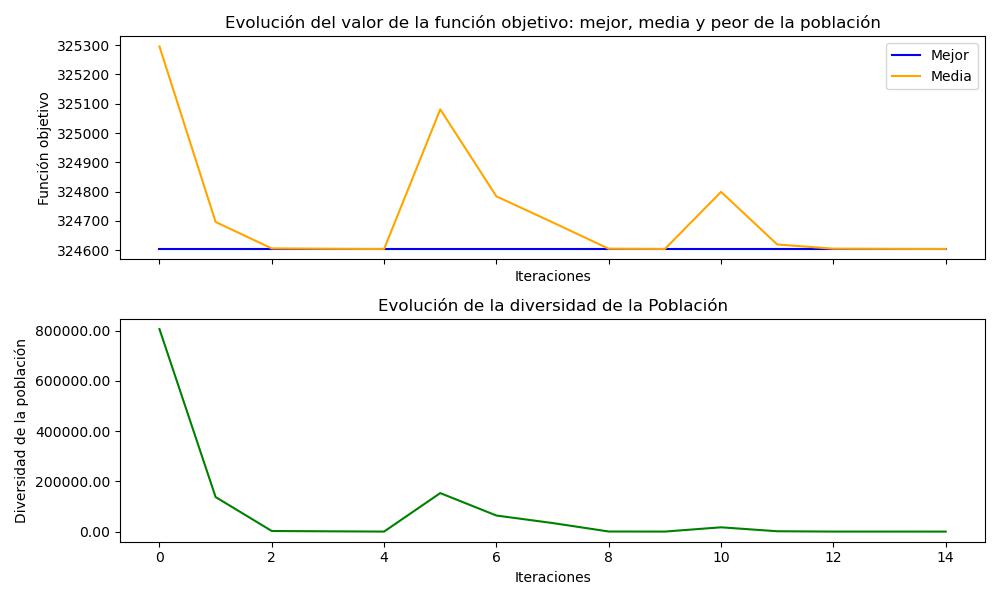 Evolución del valor de la función objetivo: mejor, media y peor de la población
325300
325200
325100
325000
324900
324800
324700
324600
Función objetivo
Mejor
Media
Iteraciones
Evolución de la diversidad de la Población
800000.00
600000.00
400000.00
200000.00
0.00
Diversidad de la población
0 2 4 6 8 10 12 14
Iteraciones